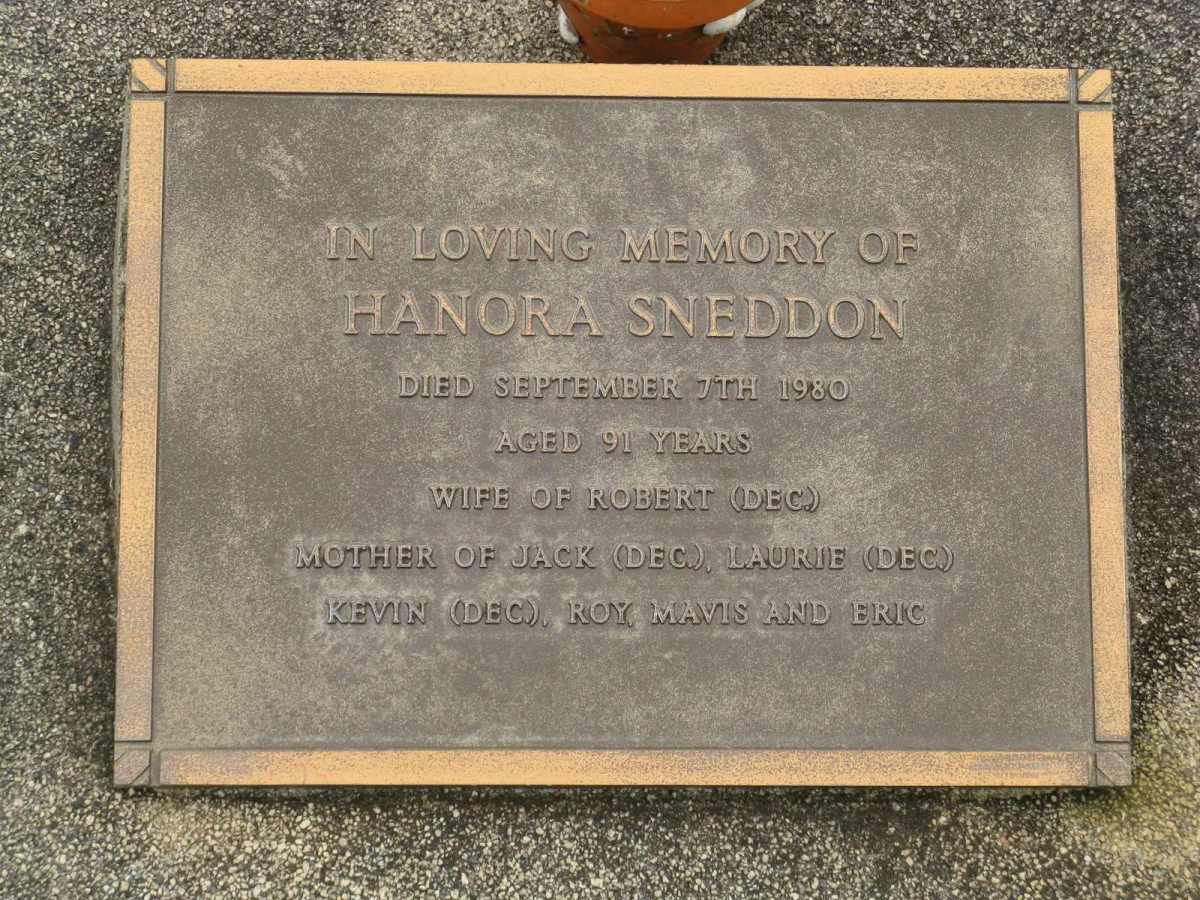 IN LOVING MEMORY OF
HANORA SNEDDON
DIED SEPTEMBER 7TH 1980
AGED 91 YEARS
WIFE OF ROBERT (DEC.)
MOTHER OF JACK (DEC.), LAURIE (DEC.)
KEVIN (DEC.), ROY, MAVIS AND ERIC